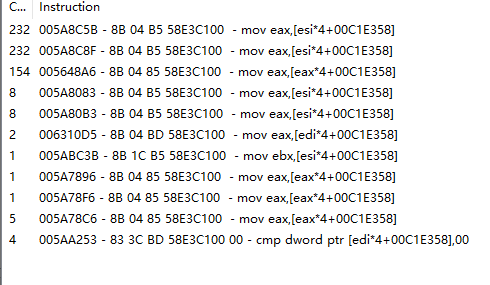 C... Instruction
232 005A8C5B - 8B 04 B5 58E3C100 - mov eax,[esi*4+00C1E358]
232 005A8C8F - 8B 04 B5 58E3C100 - mov eax,[esi*4+00C1E358]
154 005648A6 - 8B 04 85 58E3C100 - mov eax,[eax*4+00C1E358]
8 005A8083 - 8B 04 B5 58E3C100 - mov eax,[esi*4+00C1E358]
8 005A80B3 - 8B 04 B5 58E3C100 - mov eax,[esi*4+00C1E358]
2 006310D5 - 8B 04 BD 58E3C100 - mov eax,[edi*4+00C1E358]
1 005ABC3B - 8B 1C B5 58E3C100 - mov ebx,[esi*4+00C1E358]
1 005A7896 - 8B 04 85 58E3C100 - mov eax,[eax*4+00C1E358]
1 005A78F6 - 8B 04 85 58E3C100 - mov eax,[eax*4+00C1E358]
5 005A78C6 - 8B 04 85 58E3C100 - mov eax,[eax*4+00C1E358]
4 005AA253 - 83 3C BD 58E3C100 00 - cmp dword ptr [edi*4+00C1E358],00